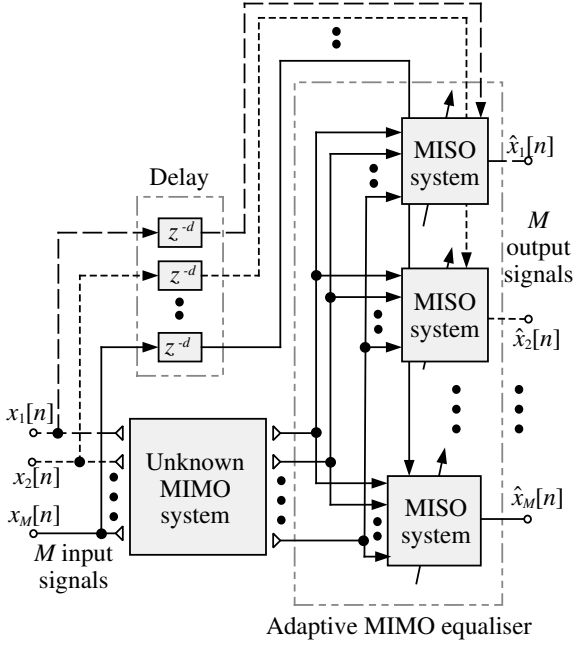 Delay
z^-d
z^-d
z^-d
MISO
system
x̂1[n]
M
output
signals
MISO
system
x̂2[n]
x1[n]
x2[n]
xM[n]
M input
signals
Unknown
MIMO
system
MISO
system
x̂M[n]
Adaptive MIMO equaliser